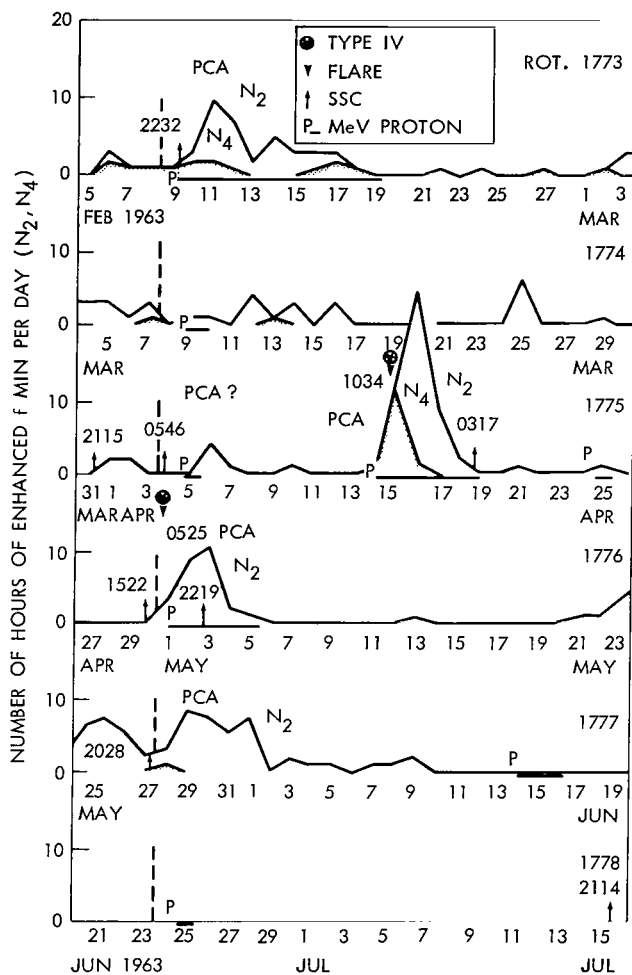 NUMBER OF HOURS OF ENHANCED f MIN PER DAY (N2, N4)
20
TYPE IV
FLARE
SSC
P_ MeV PROTON
ROT. 1773
PCA
N2
10
2232
N4
0
P
5 7 9 11 13 15 17 19 21 23 25 27 1 3
FEB 1963 MAR
1774
10
0
P
5 7 9 11 13 15 17 19 21 23 25 27 29
MAR MAR
1034
1775
PCA ?
N4
N2
10
2115
0546
PCA
0317
0
P
P
P
31 1 3 5 7 9 11 13 15 17 19 21 23 25
MAR APR APR
0525
PCA
1776
10
N2
1522
2219
0
P
27 29 1 3 5 7 9 11 13 15 17 19 21 23
APR MAY MAY
PCA
1777
10
N2
2028
P
0
25 27 29 31 1 3 5 7 9 11 13 15 17 19
MAY JUN
1778
10
2114
P
0
21 23 25 27 29 1 3 5 7 9 11 13 15
JUN 1963 JUL JUL